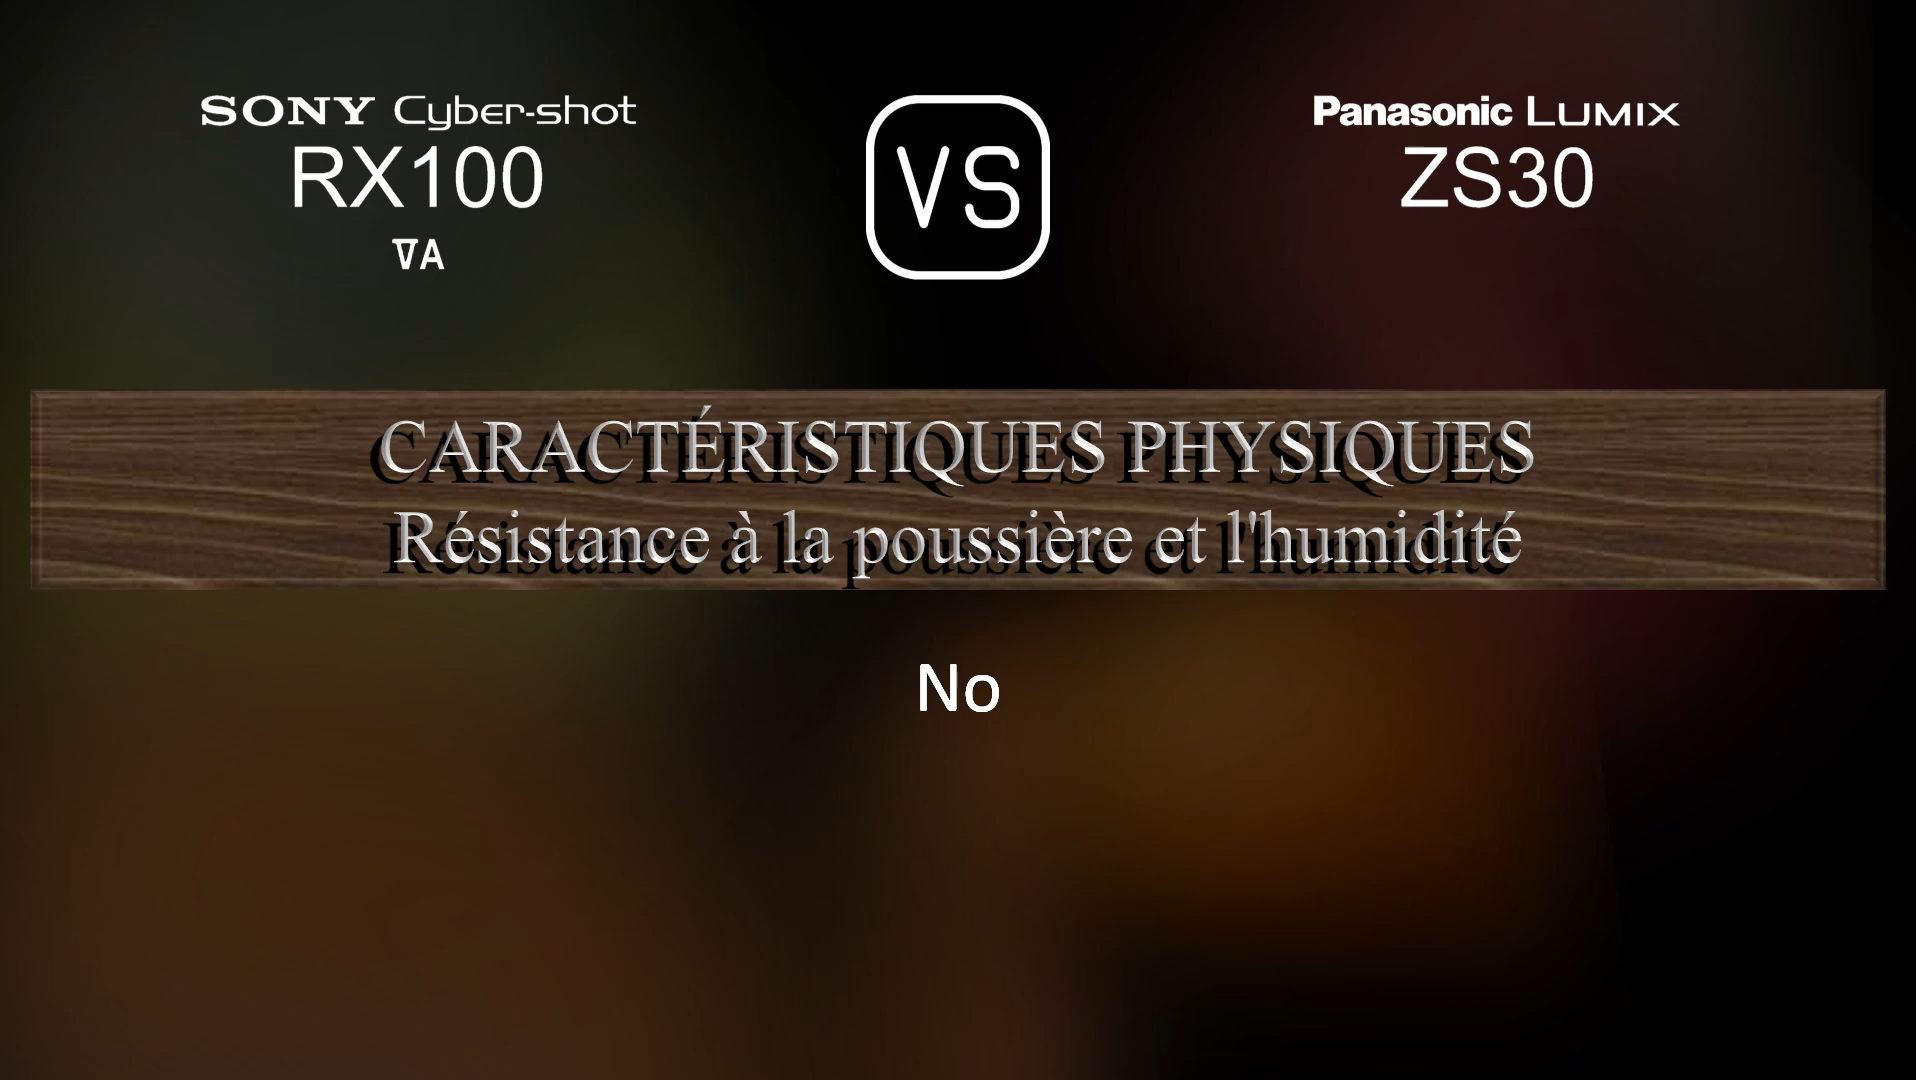 SONY Cyber-shot
RX100
VA
VS
Panasonic LUMIX
ZS30
CARACTÉRISTIQUES PHYSIQUES
Résistance à la poussière et l'humidité
No